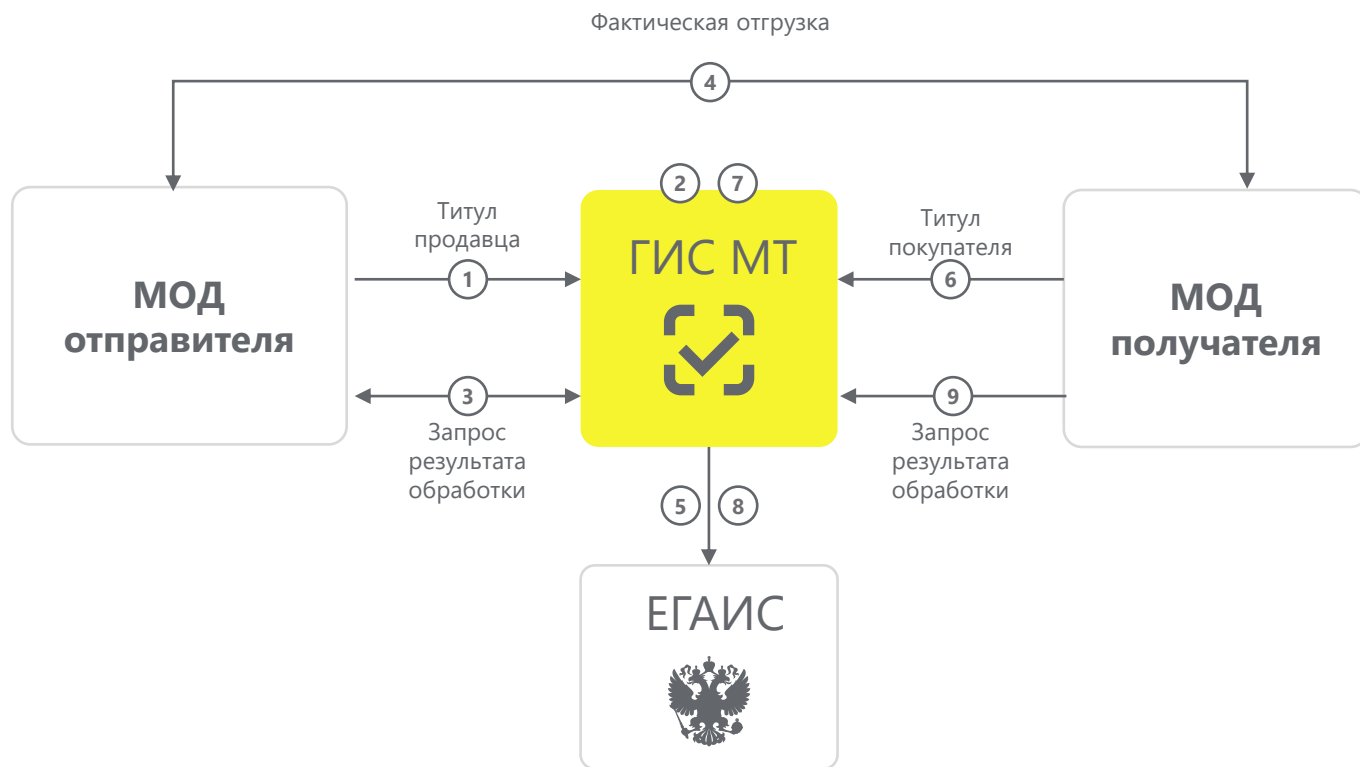 Фактическая отгрузка
4
2 7
Титул
продавца
1
ГИС МТ
Титул
покупателя
6
МОД
отправителя
МОД
получателя
3
Запрос
результата
обработки
9
Запрос
результата
обработки
5 8
ЕГАИС